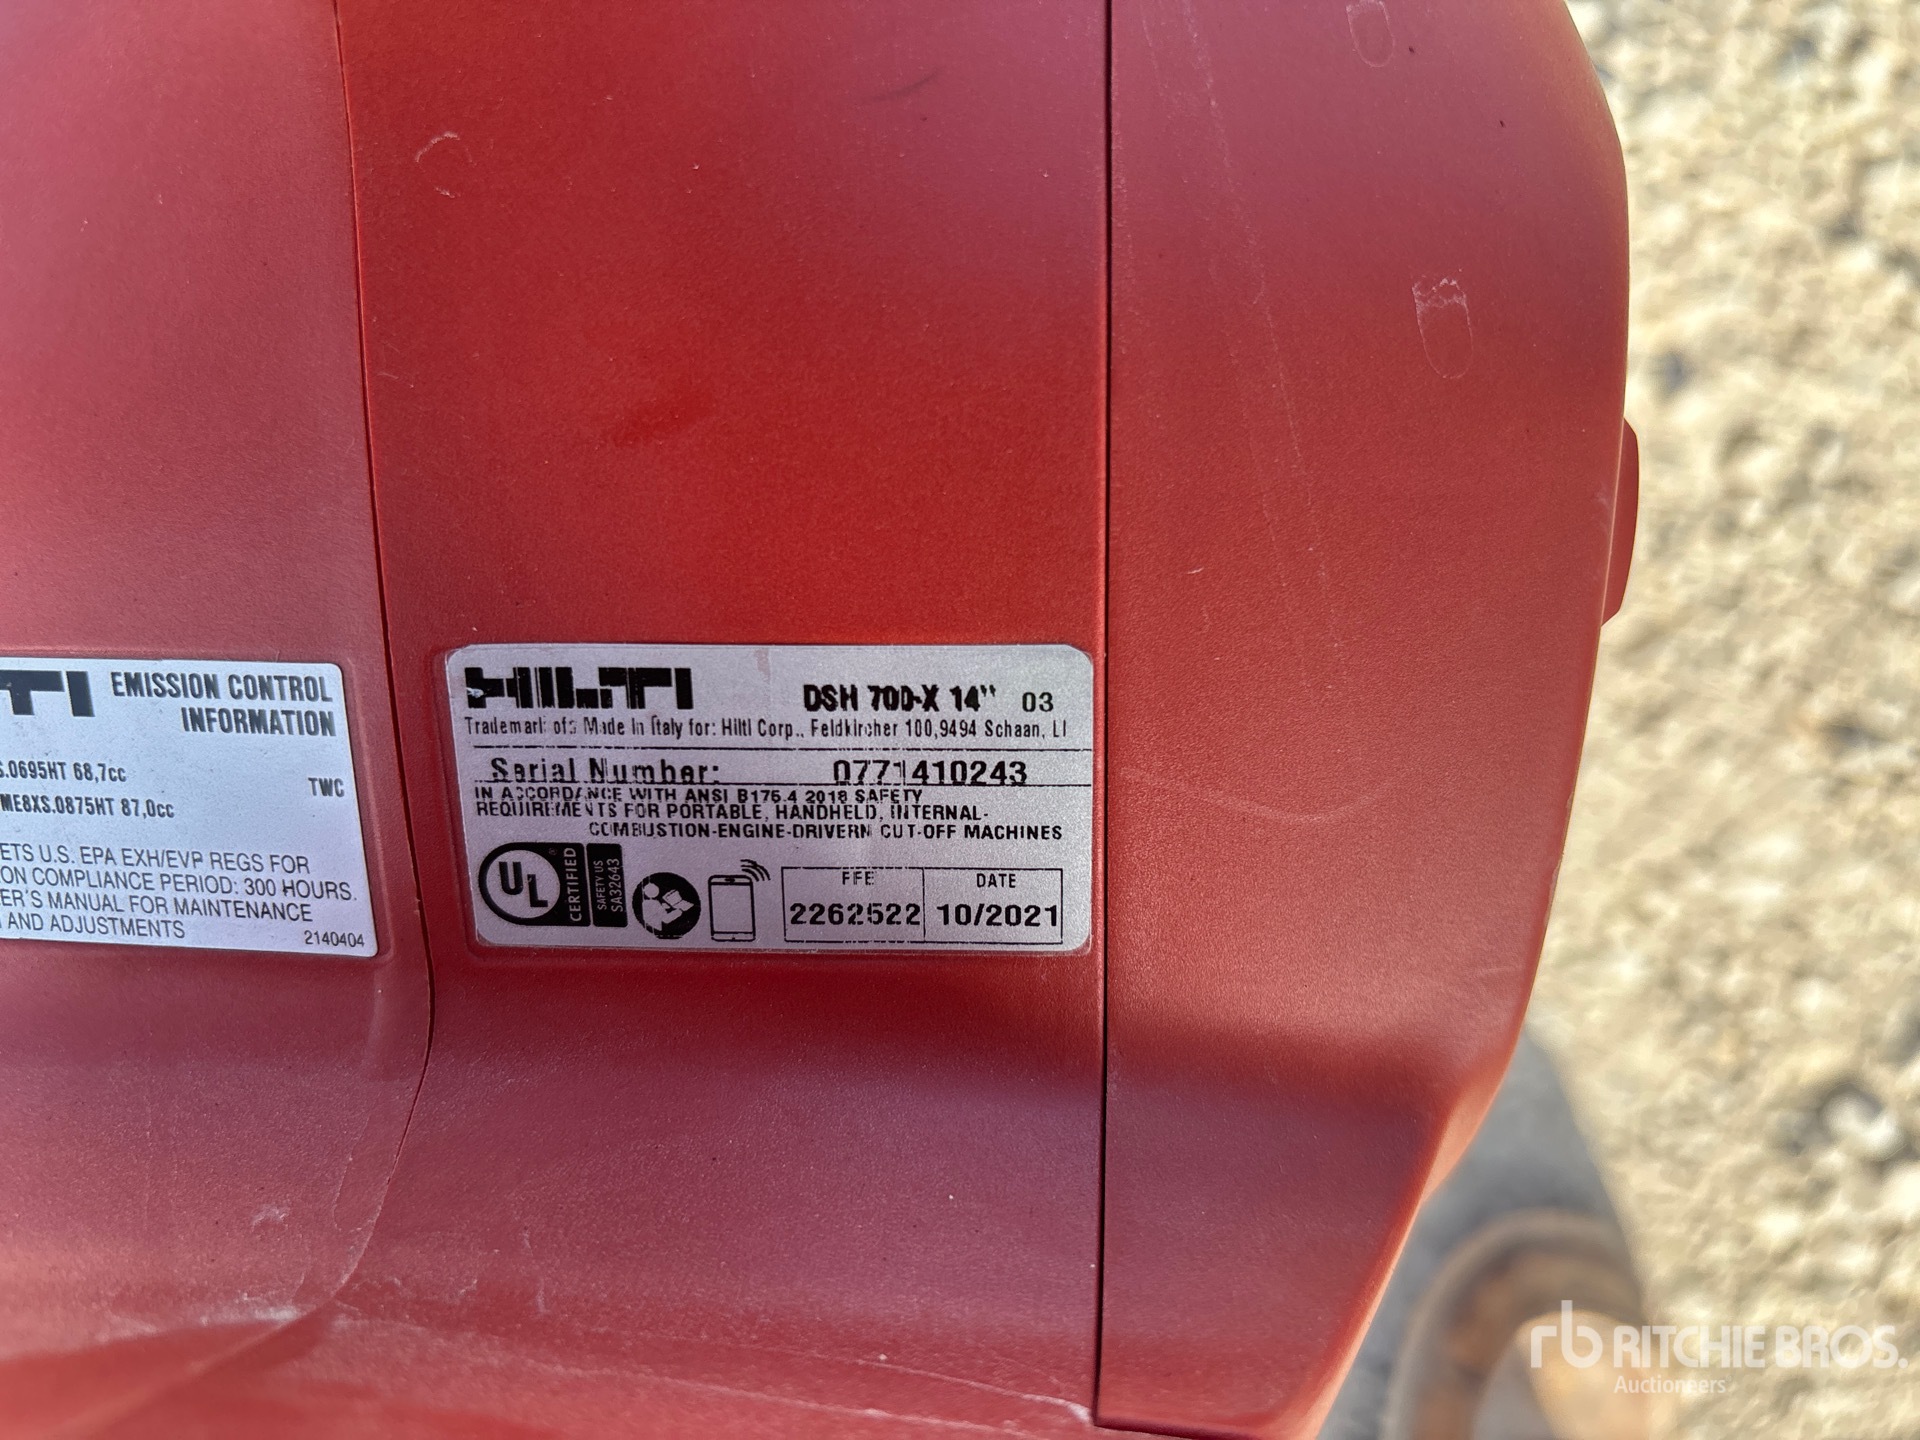 TI EMISSION CONTROL
INFORMATION
S.0695HT 68,7cc
TWC
ME8XS.0875HT 87,0cc
ETS U.S. EPA EXH/EVP REGS FOR
ON COMPLIANCE PERIOD: 300 HOURS.
ER'S MANUAL FOR MAINTENANCE
AND ADJUSTMENTS
2140404
HILTI DSH 700-X 14" 03
Trademark of& Made In Italy for: Hilti Corp., Feldkircher 100,9494 Schaan, LI
Serial Number: 0771410243
IN ACCORDANCE WITH ANSI B175.4 2018 SAFETY
REQUIREMENTS FOR PORTABLE, HANDHELD, INTERNAL-
COMBUSTION-ENGINE-DRIVERN CUT-OFF MACHINES
UL ® CERTIFIED
SAFETY US
SA32643
FFE DATE
2262522 10/2021
rb RITCHIE BROS.
Auctioneers